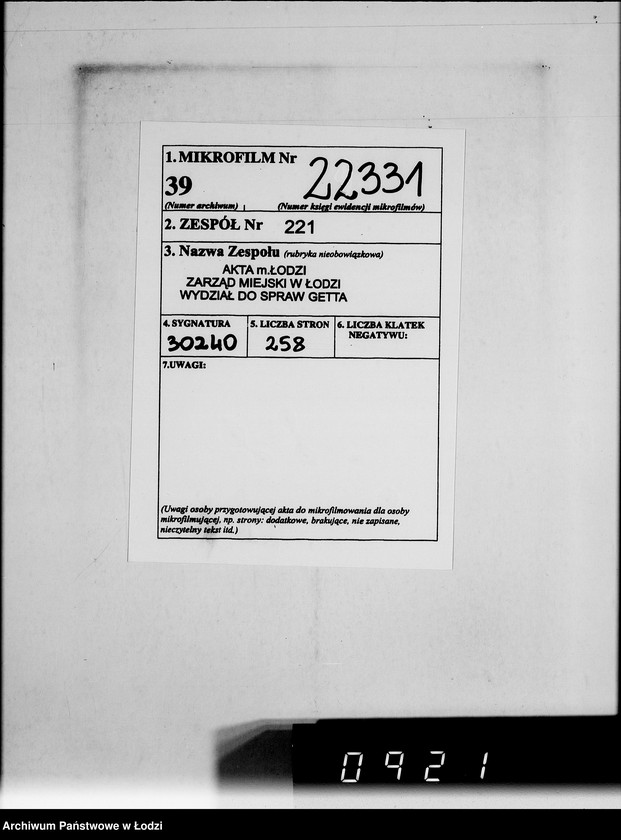 1. MIKROFILM Nr 22331
39
(Numer archiwum) (Numer księgi ewidencji mikrofilmów)
2. ZESPÓŁ Nr 221
3. Nazwa Zespołu (rubryka nieobowiązkowa)
AKTA m.ŁODZI
ZARZĄD MIEJSKI W ŁODZI
WYDZIAŁ DO SPRAW GETTA
4. SYGNATURA 5. LICZBA STRON 6. LICZBA KLATEK
NEGATYWU:
30240 258
7.UWAGI:
(Uwagi osoby przygotowującej akta do mikrofilmowania dla osoby
mikrofilmującej, np. strony: dodatkowe, brakujące, nie zapisane,
nieczytelny tekst itd.)
0921
Archiwum Państwowe w Łodzi